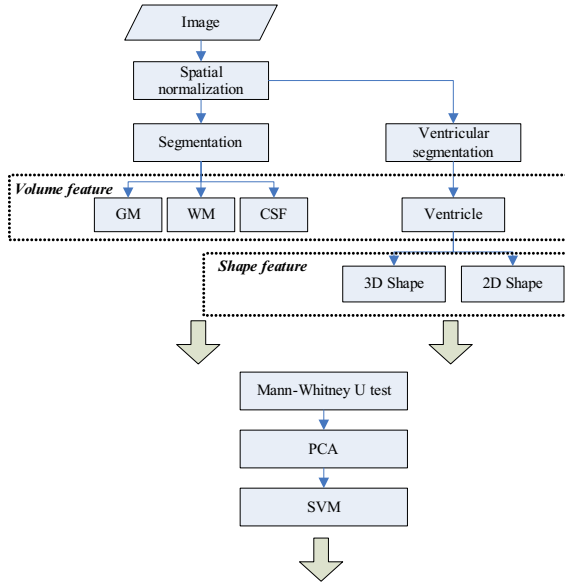 Image
Spatial
normalization
Segmentation
Ventricular
segmentation
Volume feature
GM
WM
CSF
Ventricle
Shape feature
3D Shape
2D Shape
Mann-Whitney U test
PCA
SVM